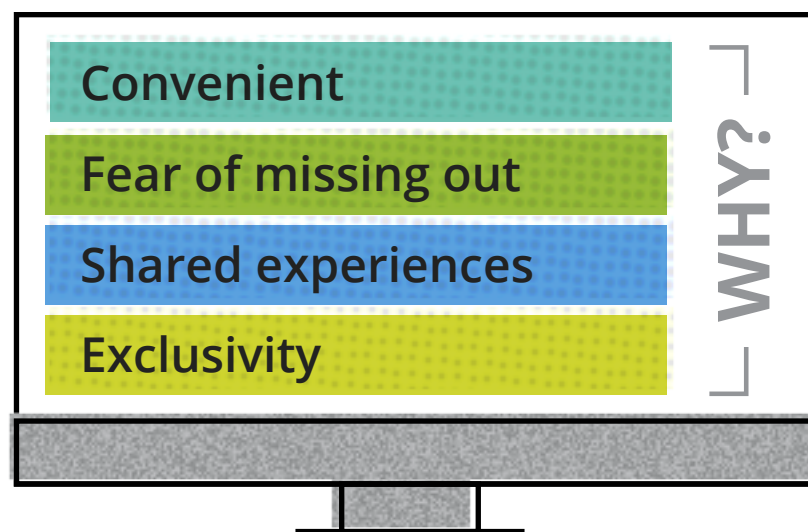 Convenient
Fear of missing out
Shared experiences
Exclusivity
WHY?